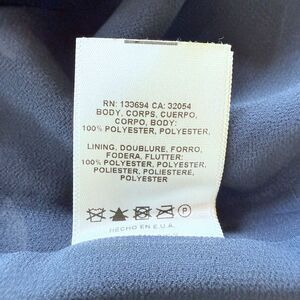 RN: 133694 CA: 32054
BODY, CORPS, CUERPO,
CORPO, BODY:
100% POLYESTER, POLYESTER,
LINING, DOUBLURE, FORRO,
FODERA, FLUTTER:
100% POLYESTER, POLYESTER,
POLIESTER, POLIESTERE,
POLYESTER
P
HECHO EN E.U.A.